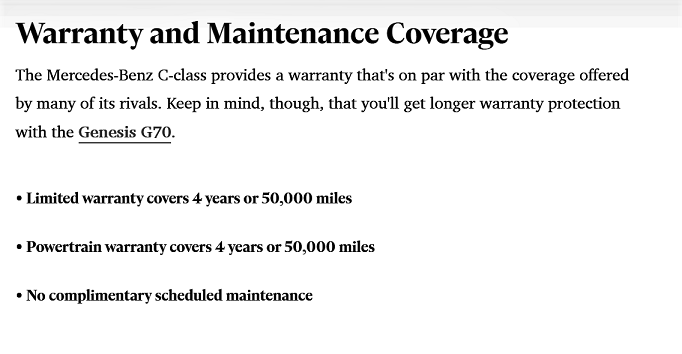 Warranty and Maintenance Coverage
The Mercedes-Benz C-class provides a warranty that's on par with the coverage offered
by many of its rivals. Keep in mind, though, that you'll get longer warranty protection
with the Genesis G70.
• Limited warranty covers 4 years or 50,000 miles
• Powertrain warranty covers 4 years or 50,000 miles
• No complimentary scheduled maintenance